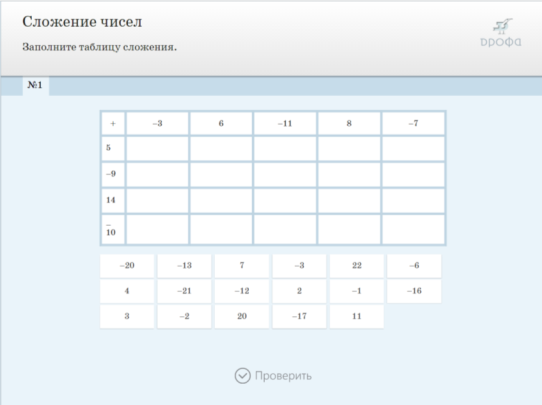 Сложение чисел
Заполните таблицу сложения.
дрофа
№1
+ −3 6 −11 8 −7
5
−9
14
−
10
−20 −13 7 −3 22 −6
4 −21 −12 2 −1 −16
3 −2 20 −17 11
Проверить